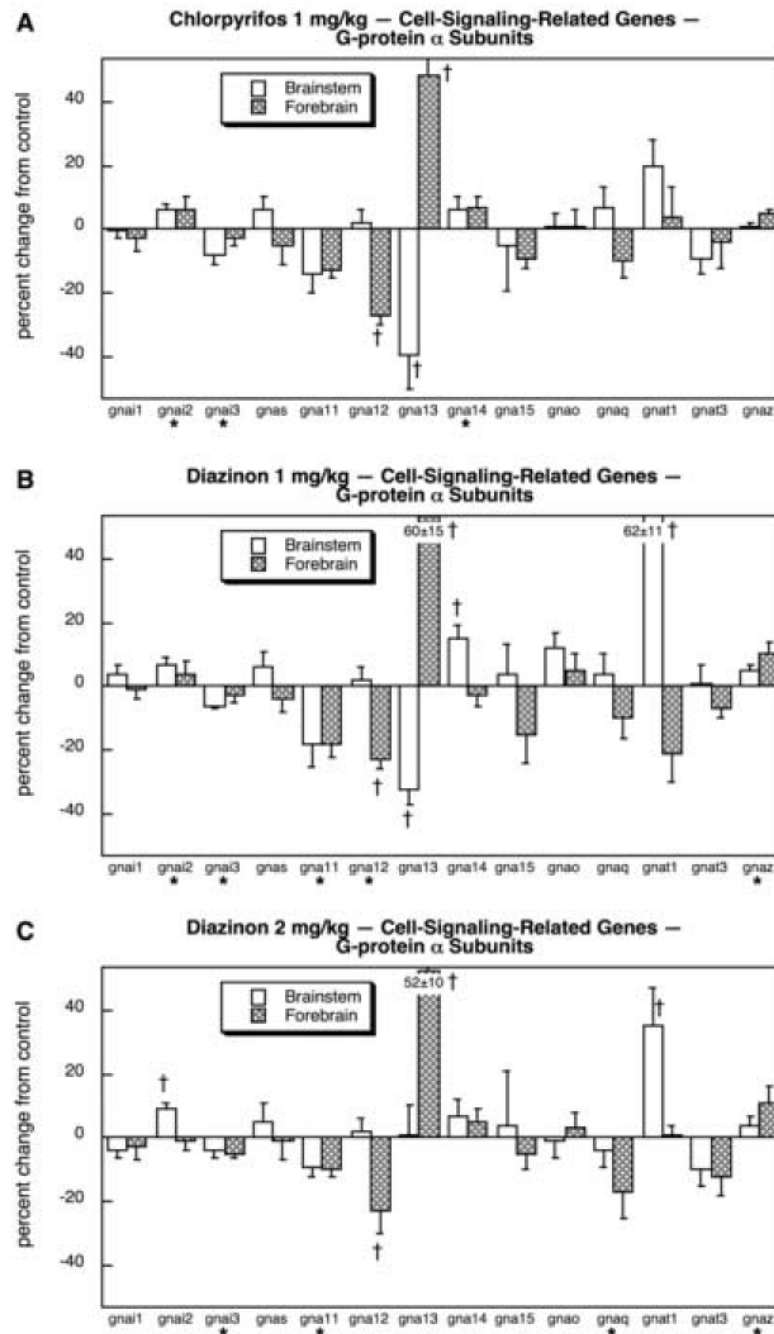 A
Chlorpyrifos 1 mg/kg — Cell-Signaling-Related Genes —
G-protein α Subunits
percent change from control
40
20
0
-20
-40
Brainstem
Forebrain
†
†
†
gnai1 gnai2 gnai3 gnas gna11 gna12 gna13 gna14 gna15 gnao gnaq gnat1 gnat3 gnaz
* * *
B
Diazinon 1 mg/kg — Cell-Signaling-Related Genes —
G-protein α Subunits
percent change from control
40
20
0
-20
-40
Brainstem
Forebrain
60±15 †
62±11 †
†
†
†
gnai1 gnai2 gnai3 gnas gna11 gna12 gna13 gna14 gna15 gnao gnaq gnat1 gnat3 gnaz
* * * * *
C
Diazinon 2 mg/kg — Cell-Signaling-Related Genes —
G-protein α Subunits
percent change from control
40
20
0
-20
-40
Brainstem
Forebrain
52±10 †
†
†
†
gnai1 gnai2 gnai3 gnas gna11 gna12 gna13 gna14 gna15 gnao gnaq gnat1 gnat3 gnaz
* * * *